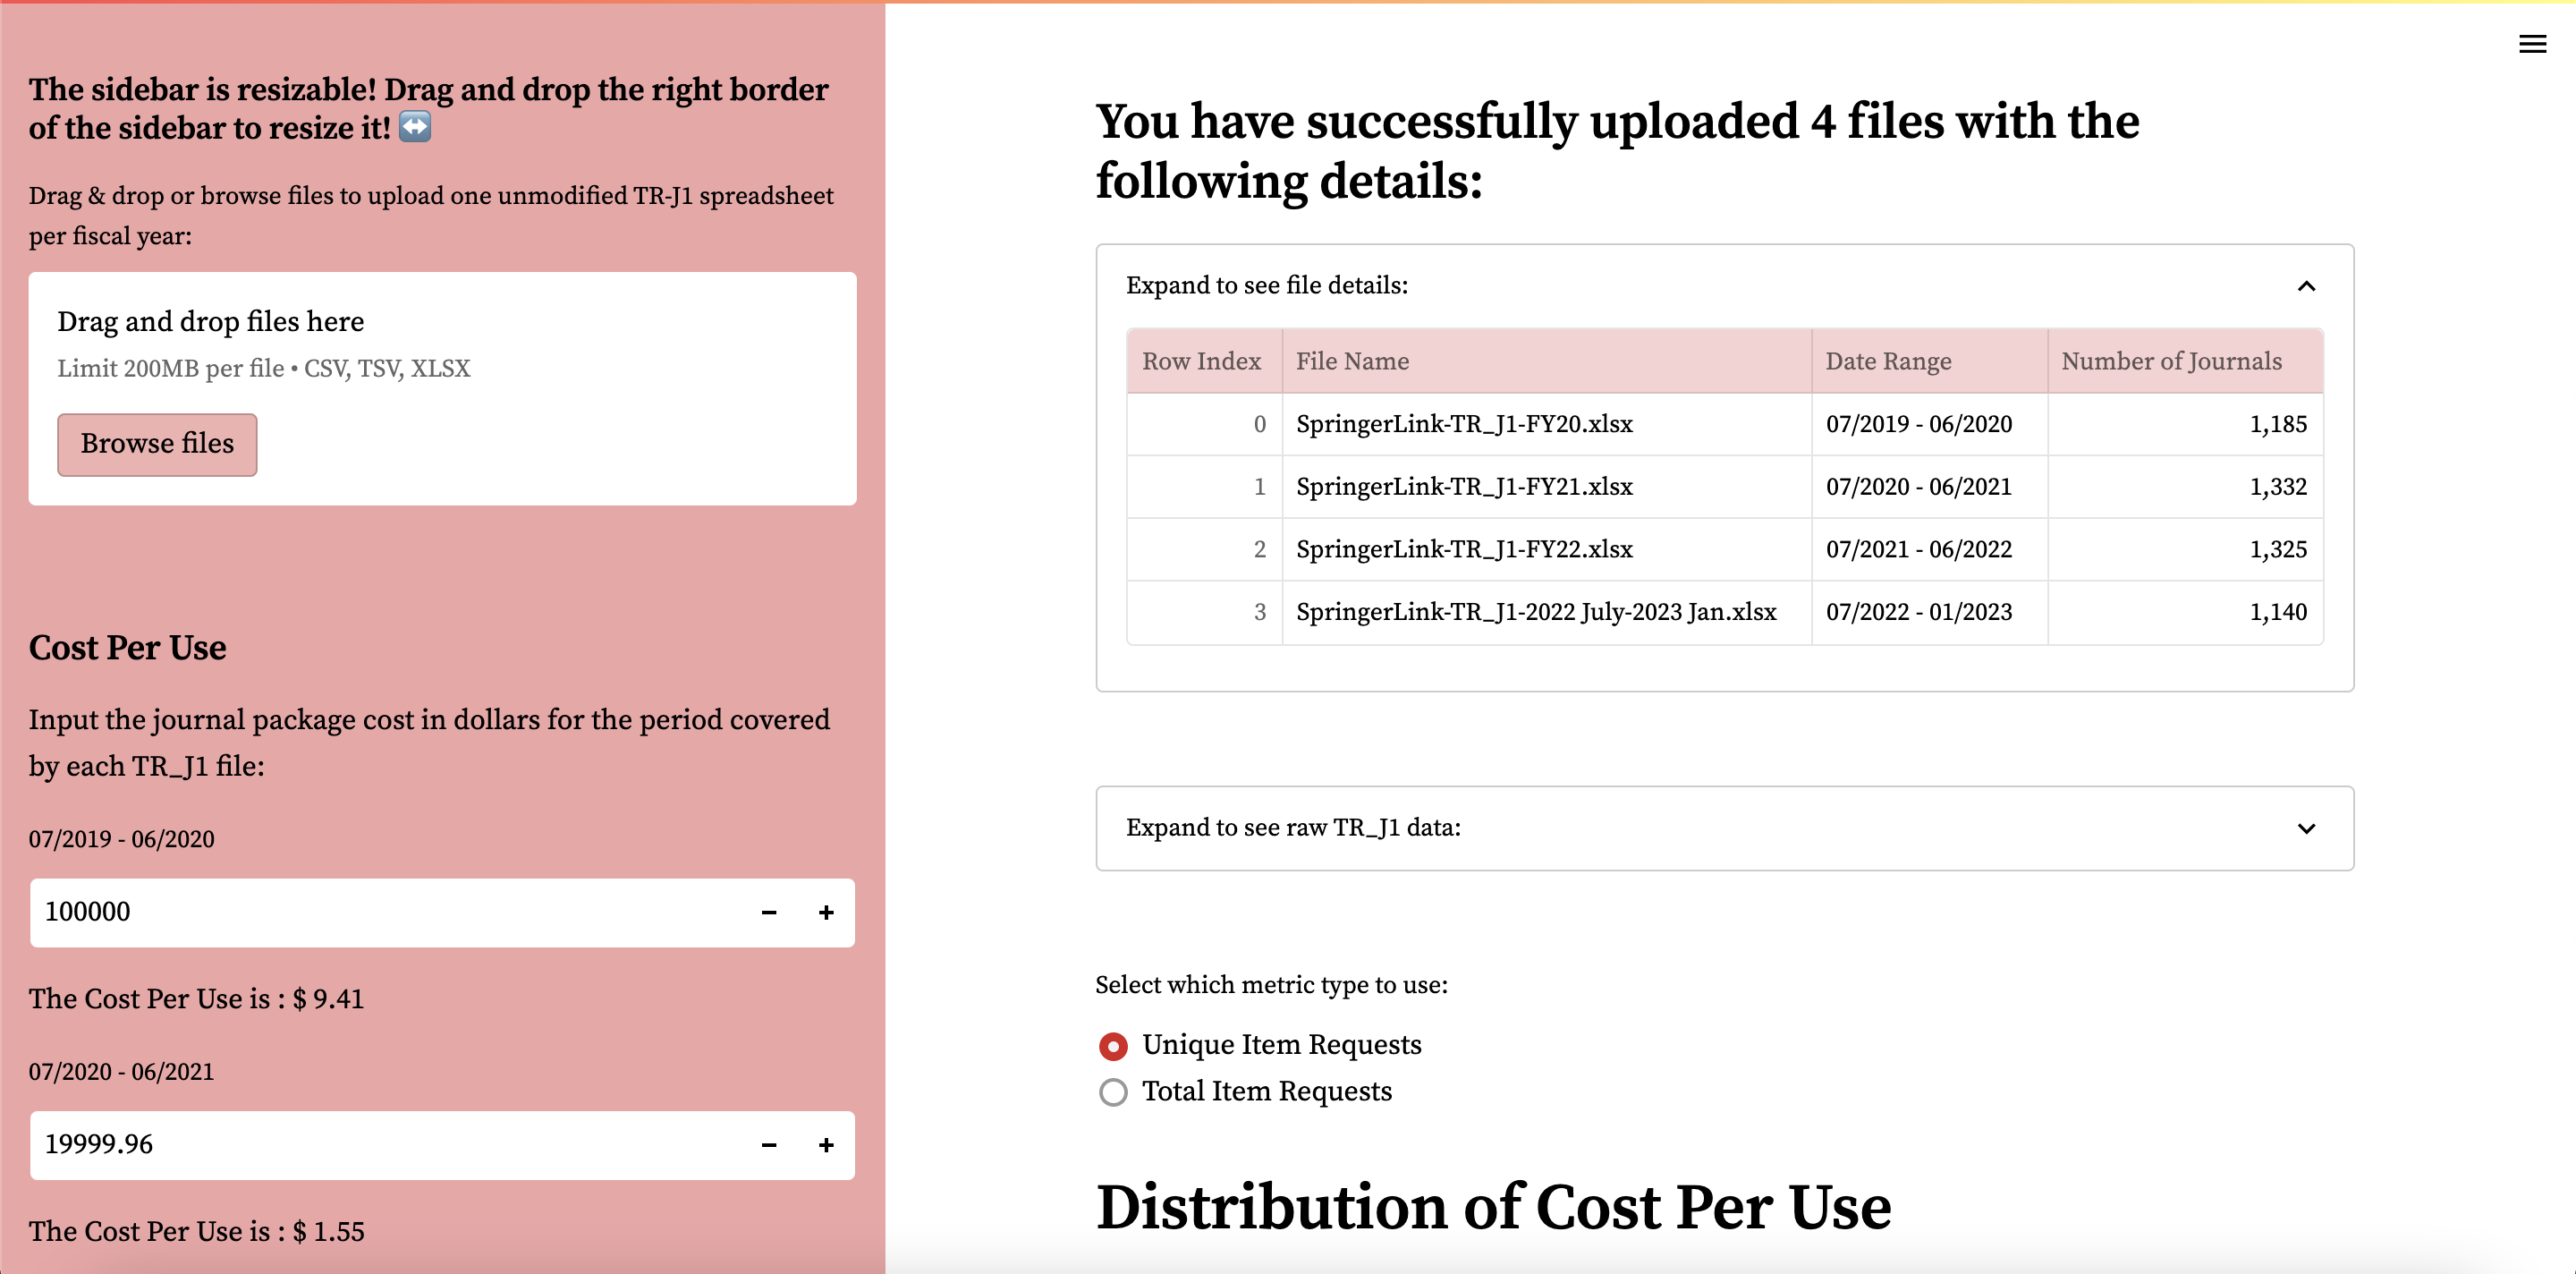 The sidebar is resizable! Drag and drop the right border
of the sidebar to resize it! ↔️
Drag & drop or browse files to upload one unmodified TR-J1 spreadsheet
per fiscal year:
Drag and drop files here
Limit 200MB per file • CSV, TSV, XLSX
Browse files
Cost Per Use
Input the journal package cost in dollars for the period covered
by each TR_J1 file:
07/2019 - 06/2020
100000 − +
The Cost Per Use is : $ 9.41
07/2020 - 06/2021
19999.96 − +
The Cost Per Use is : $ 1.55
You have successfully uploaded 4 files with the
following details:
Expand to see file details:
Row Index File Name Date Range Number of Journals
0 SpringerLink-TR_J1-FY20.xlsx 07/2019 - 06/2020 1,185
1 SpringerLink-TR_J1-FY21.xlsx 07/2020 - 06/2021 1,332
2 SpringerLink-TR_J1-FY22.xlsx 07/2021 - 06/2022 1,325
3 SpringerLink-TR_J1-2022 July-2023 Jan.xlsx 07/2022 - 01/2023 1,140
Expand to see raw TR_J1 data:
Select which metric type to use:
Unique Item Requests
Total Item Requests
Distribution of Cost Per Use